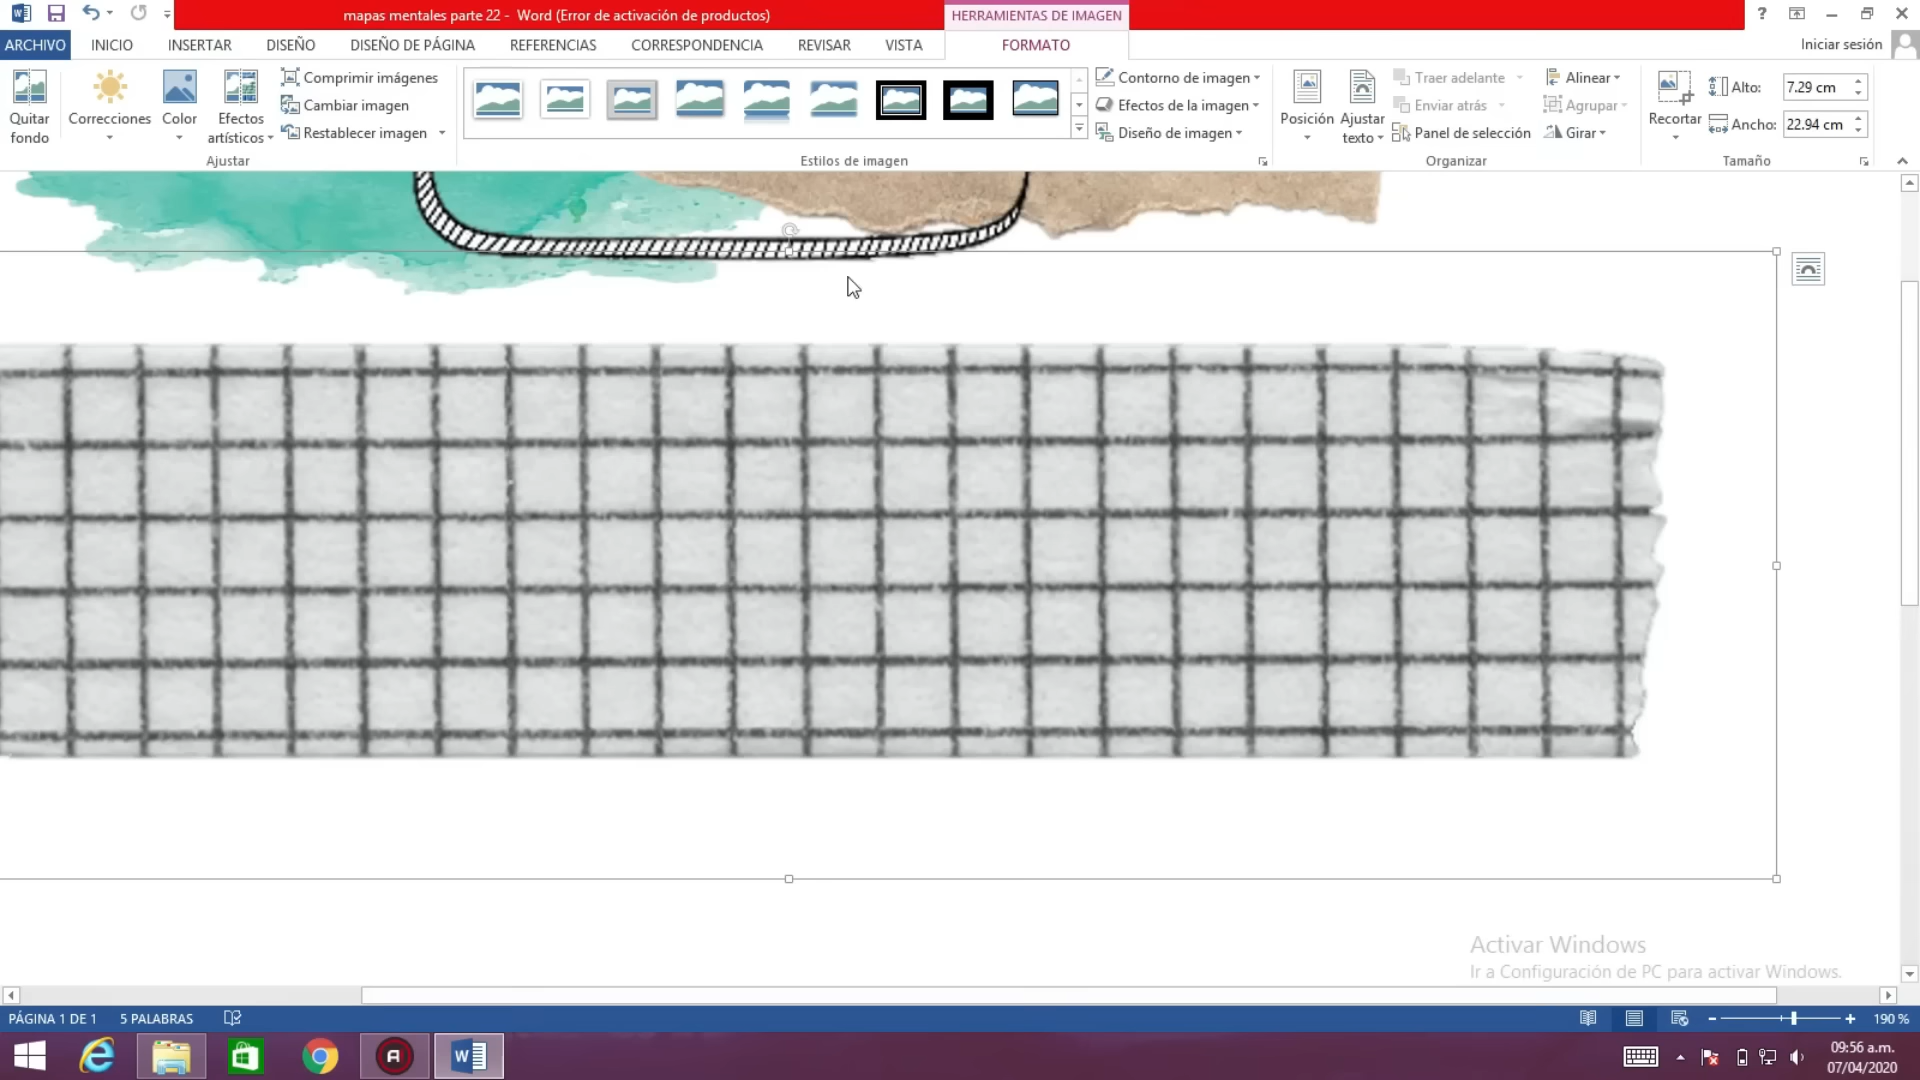 mapas mentales parte 22 - Word (Error de activación de productos)
HERRAMIENTAS DE IMAGEN
?
ARCHIVO INICIO INSERTAR DISEÑO DISEÑO DE PÁGINA REFERENCIAS CORRESPONDENCIA REVISAR VISTA FORMATO Iniciar sesión
Quitar fondo
Correcciones
Color
Efectos artísticos
Comprimir imágenes
Cambiar imagen
Restablecer imagen
Ajustar
Estilos de imagen
Contorno de imagen
Efectos de la imagen
Diseño de imagen
Posición
Ajustar texto
Traer adelante
Enviar atrás
Panel de selección
Alinear
Agrupar
Girar
Organizar
Recortar
Alto: 7.29 cm
Ancho: 22.94 cm
Tamaño
Activar Windows
Ir a Configuración de PC para activar Windows.
PÁGINA 1 DE 1 5 PALABRAS 190 %
09:56 a.m.
07/04/2020